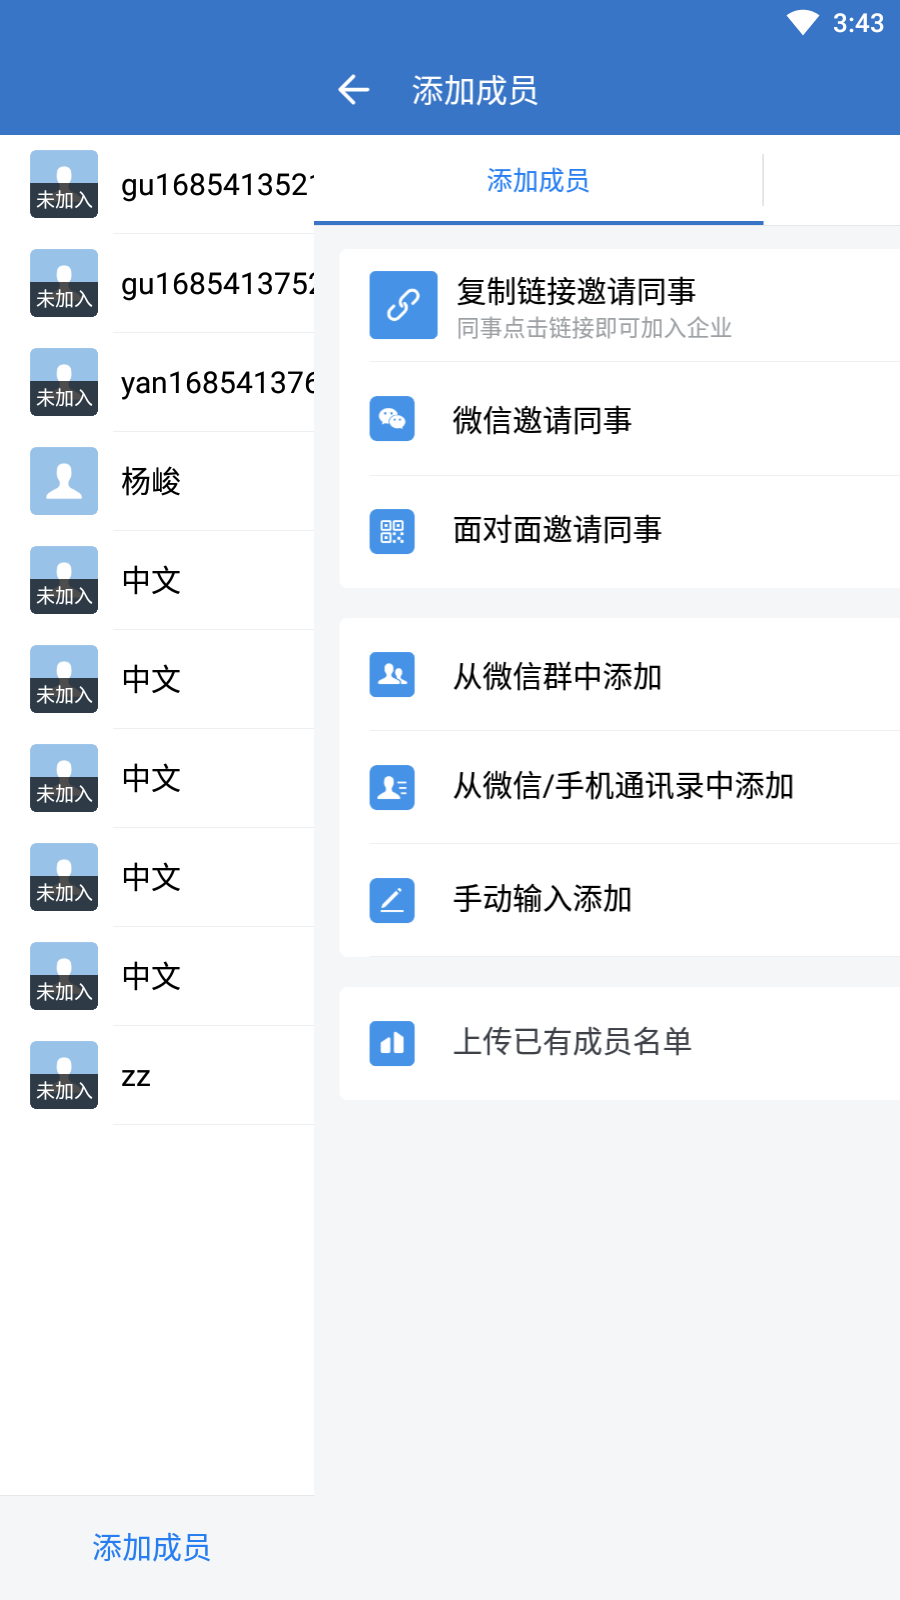 3:43
添加成员
未加入
gu168541352
未加入
gu168541375
未加入
yan16854137
杨峻
未加入
中文
未加入
中文
未加入
中文
未加入
中文
未加入
中文
未加入
zz
添加成员
添加成员
复制链接邀请同事
同事点击链接即可加入企业
微信邀请同事
面对面邀请同事
从微信群中添加
从微信/手机通讯录中添加
手动输入添加
上传已有成员名单